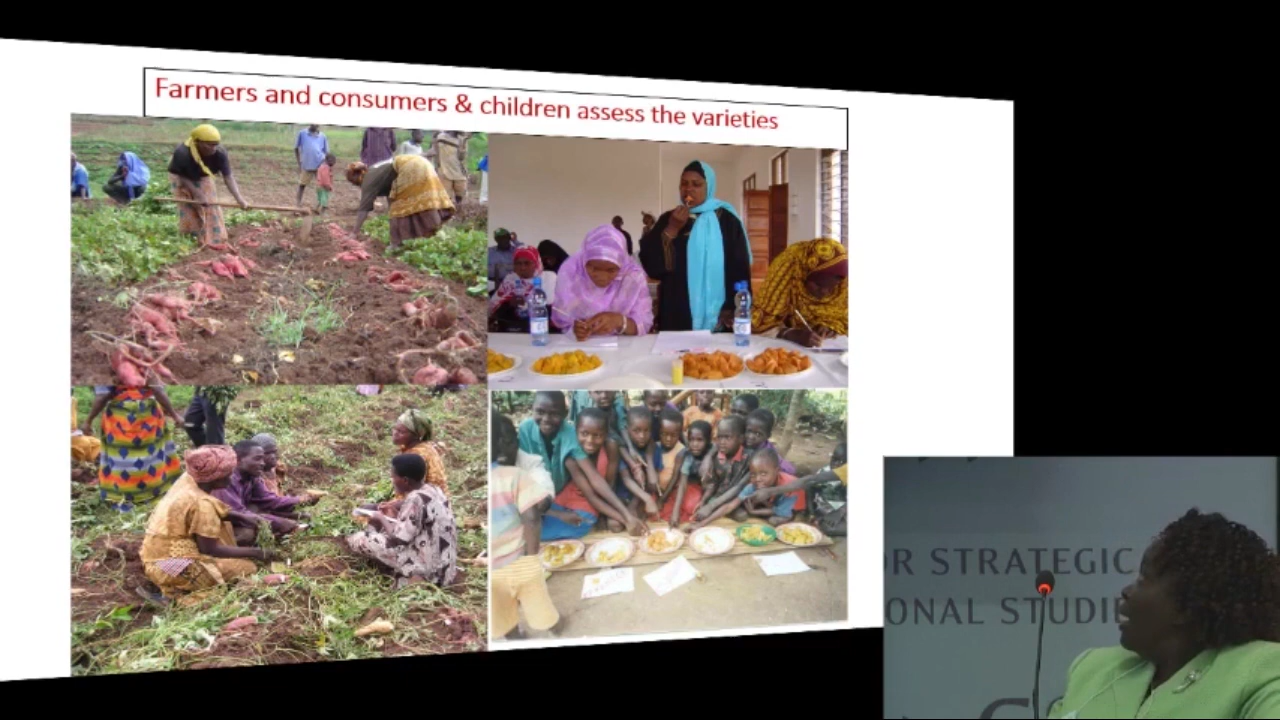 Farmers and consumers & children assess the varieties
OR STRATEGIC
ONAL STUDIE